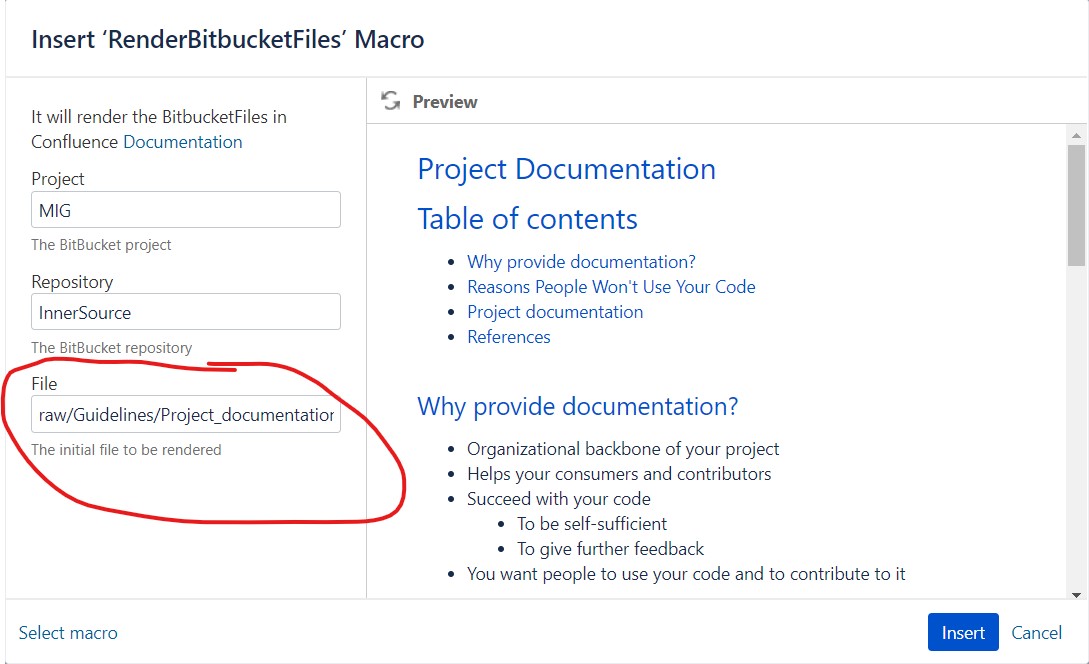 Insert ‘RenderBitbucketFiles’ Macro
It will render the BitbucketFiles in
Confluence Documentation
Project
MIG
The BitBucket project
Repository
InnerSource
The BitBucket repository
File
raw/Guidelines/Project_documentation
The initial file to be rendered
Preview
Project Documentation
Table of contents
Why provide documentation?
Reasons People Won't Use Your Code
Project documentation
References
Why provide documentation?
Organizational backbone of your project
Helps your consumers and contributors
Succeed with your code
To be self-sufficient
To give further feedback
You want people to use your code and to contribute to it
Select macro
Insert
Cancel